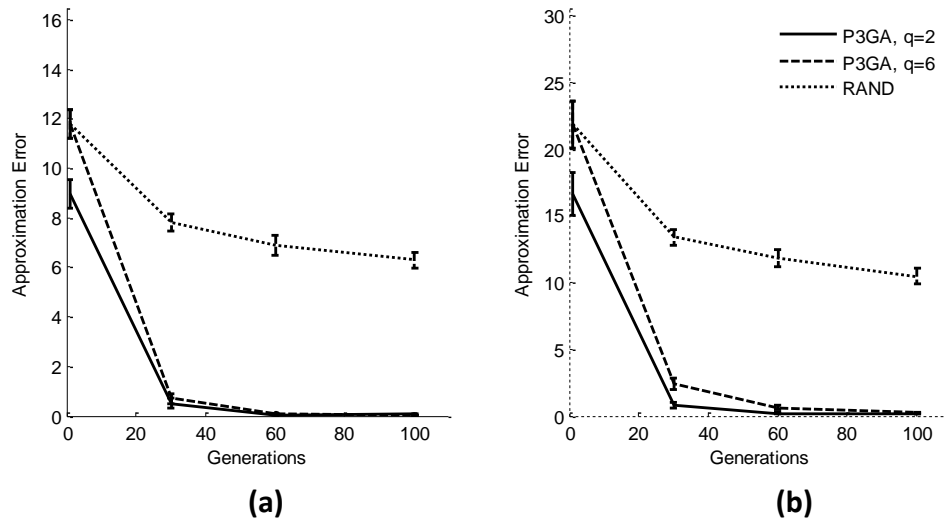 16
14
12
10
8
6
4
2
0
Approximation Error
0 20 40 60 80 100
Generations
(a)
30
25
20
15
10
5
0
Approximation Error
0 20 40 60 80 100
Generations
(b)
P3GA, q=2
P3GA, q=6
RAND